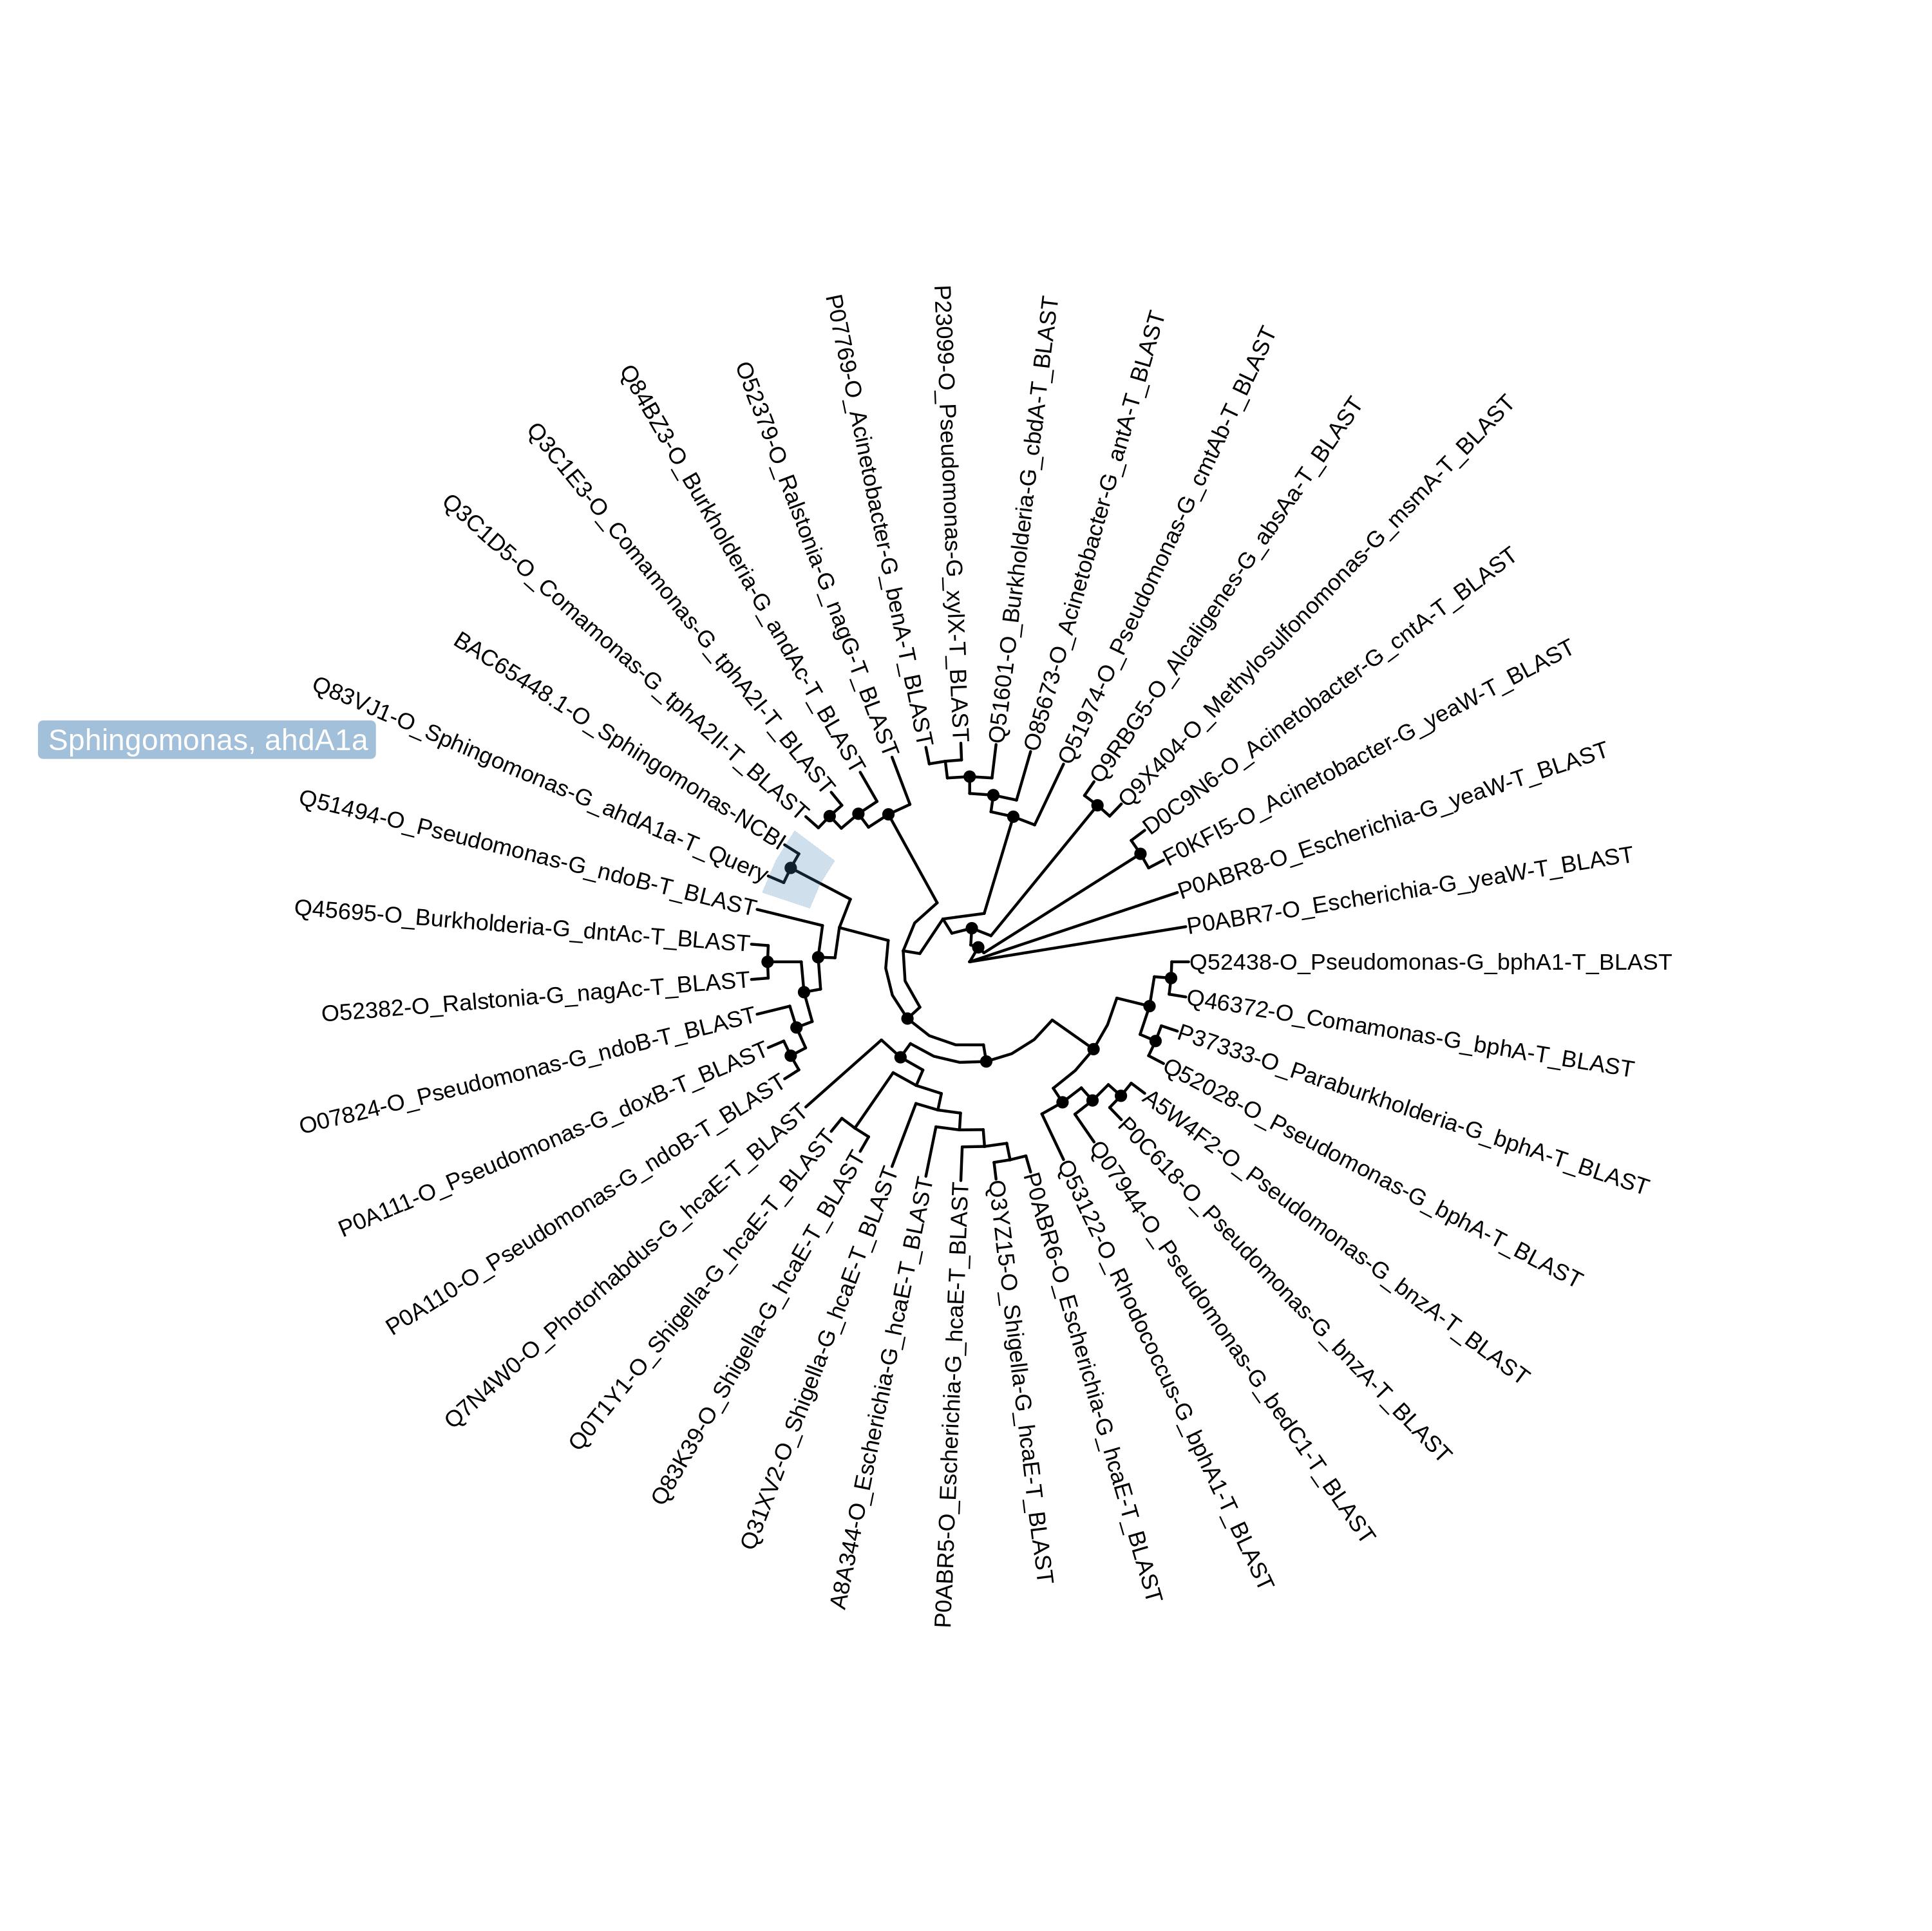 P23099-O_Pseudomonas-G_xylX-T_BLAST
Q51601-O_Burkholderia-G_cbdA-T_BLAST
O85673-O_Acinetobacter-G_antA-T_BLAST
Q51974-O_Pseudomonas-G_cmtAb-T_BLAST
Q9RBG5-O_Alcaligenes-G_absAa-T_BLAST
Q9X404-O_Methylosulfonomonas-G_msmA-T_BLAST
D0C9N6-O_Acinetobacter-G_cntA-T_BLAST
F0KFI5-O_Acinetobacter-G_yeaW-T_BLAST
P0ABR8-O_Escherichia-G_yeaW-T_BLAST
P0ABR7-O_Escherichia-G_yeaW-T_BLAST
Q52438-O_Pseudomonas-G_bphA1-T_BLAST
Q46372-O_Comamonas-G_bphA-T_BLAST
P37333-O_Paraburkholderia-G_bphA-T_BLAST
Q52028-O_Pseudomonas-G_bphA-T_BLAST
A5W4F2-O_Pseudomonas-G_bnzA-T_BLAST
P0C618-O_Pseudomonas-G_bnzA-T_BLAST
Q07944-O_Pseudomonas-G_bedC1-T_BLAST
Q53122-O_Rhodococcus-G_bphA1-T_BLAST
P0ABR6-O_Escherichia-G_hcaE-T_BLAST
Q3YZ15-O_Shigella-G_hcaE-T_BLAST
P0ABR5-O_Escherichia-G_hcaE-T_BLAST
A8A344-O_Escherichia-G_hcaE-T_BLAST
Q31XV2-O_Shigella-G_hcaE-T_BLAST
Q83K39-O_Shigella-G_hcaE-T_BLAST
Q0T1Y1-O_Shigella-G_hcaE-T_BLAST
Q7N4W0-O_Photorhabdus-G_hcaE-T_BLAST
P0A110-O_Pseudomonas-G_ndoB-T_BLAST
P0A111-O_Pseudomonas-G_doxB-T_BLAST
O07824-O_Pseudomonas-G_ndoB-T_BLAST
O52382-O_Ralstonia-G_nagAc-T_BLAST
Q45695-O_Burkholderia-G_dntAc-T_BLAST
Q51494-O_Pseudomonas-G_ndoB-T_BLAST
Sphingomonas, ahdA1a
Q83VJ1-O_Sphingomonas-G_ahdA1a-T_Query
BAC65448.1-O_Sphingomonas-NCBI
Q3C1D5-O_Comamonas-G_tphA2II-T_BLAST
Q3C1E3-O_Comamonas-G_tphA2I-T_BLAST
Q84BZ3-O_Burkholderia-G_andAc-T_BLAST
O52379-O_Ralstonia-G_nagG-T_BLAST
P07769-O_Acinetobacter-G_benA-T_BLAST